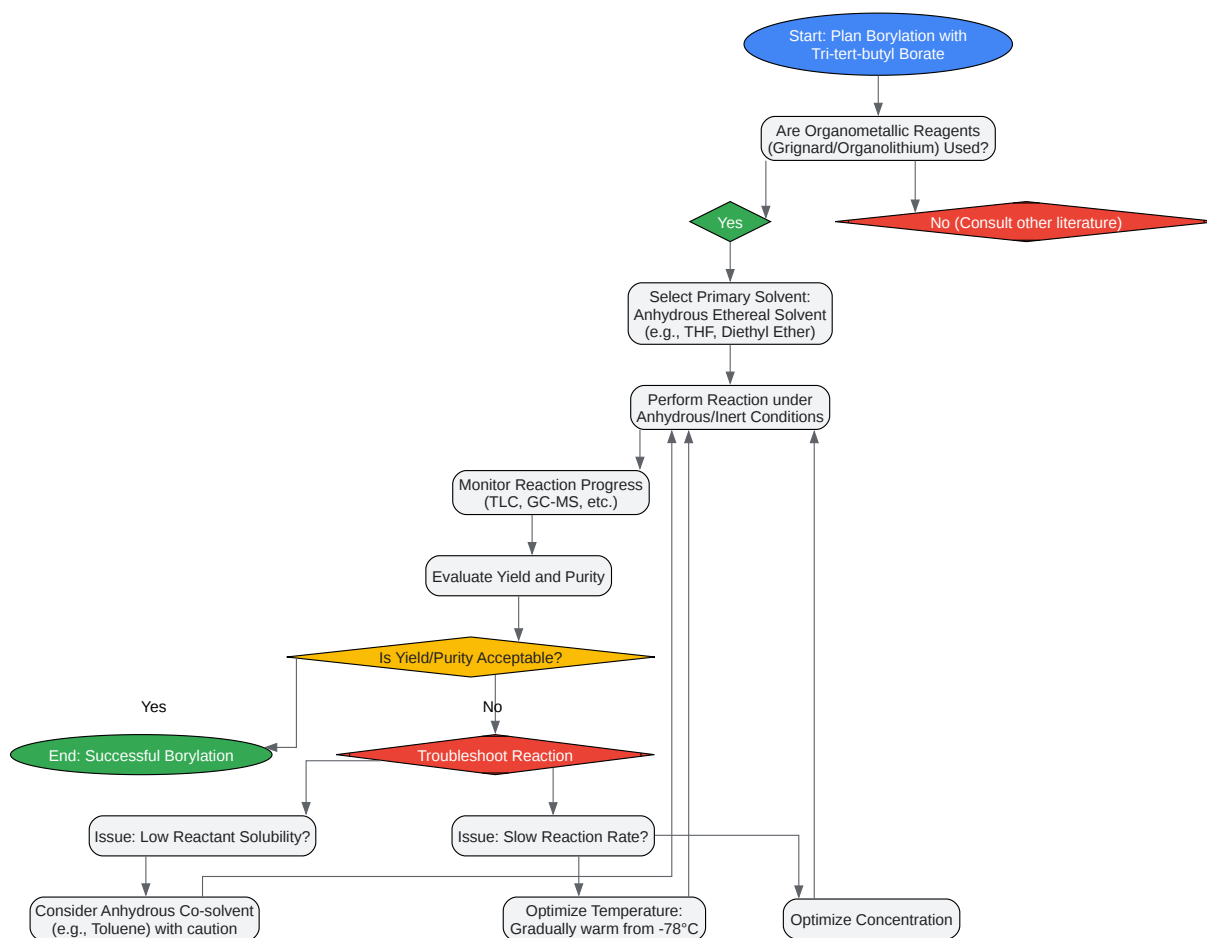 Start: Plan Borylation with
Tri-tert-butyl Borate
Are Organometallic Reagents
(Grignard/Organolithium) Used?
Yes
No (Consult other literature)
Select Primary Solvent:
Anhydrous Ethereal Solvent
(e.g., THF, Diethyl Ether)
Perform Reaction under
Anhydrous/Inert Conditions
Monitor Reaction Progress
(TLC, GC-MS, etc.)
Evaluate Yield and Purity
Is Yield/Purity Acceptable?
Yes
No
End: Successful Borylation
Troubleshoot Reaction
Issue: Low Reactant Solubility?
Issue: Slow Reaction Rate?
Consider Anhydrous Co-solvent
(e.g., Toluene) with caution
Optimize Temperature:
Gradually warm from -78°C
Optimize Concentration